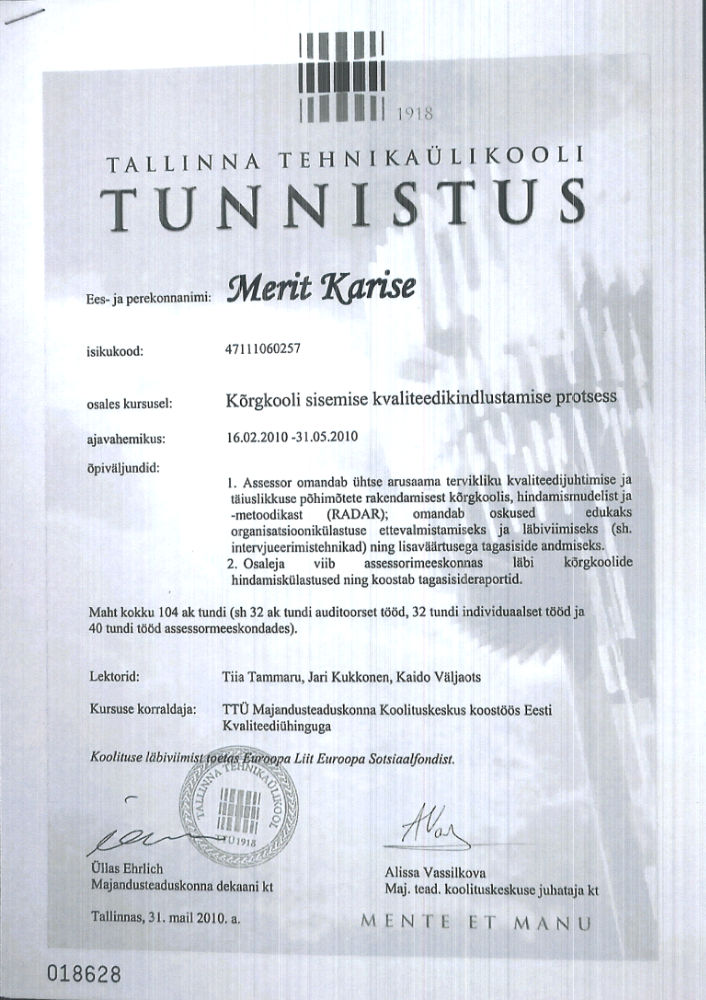 1918
TALLINNA TEHNIKAÜLIKOOLI
TUNNISTUS
Ees- ja perekonnanimi: Merit Karise
isikukood: 47111060257
osales kursusel: Kõrgkooli sisemise kvaliteedikindlustamise protsess
ajavahemikus: 16.02.2010 -31.05.2010
õpiväljundid:
1. Assessor omandab ühtse arusaama tervikliku kvaliteedijuhtimise ja
täiuslikkuse põhimõtete rakendamisest kõrgkoolis, hindamismudelist ja
-metoodikast (RADAR); omandab oskused edukaks
organisatsioonikülastuse ettevalmistamiseks ja läbiviimiseks (sh.
intervjueerimistehnikad) ning lisaväärtusega tagasiside andmiseks.
2. Osaleja viib assessorimeeskonnas läbi kõrgkoolide
hindamiskülastused ning koostab tagasisideraportid.
Maht kokku 104 ak tundi (sh 32 ak tundi auditoorset tööd, 32 tundi individuaalset tööd ja
40 tundi tööd assessormeeskondades).
Lektorid: Tiia Tammaru, Jari Kukkonen, Kaido Väljaots
Kursuse korraldaja: TTÜ Majandusteaduskonna Koolituskeskus koostöös Eesti
Kvaliteediühinguga
Koolituse läbiviimist toetas Euroopa Liit Euroopa Sotsiaalfondist.
TALLINNA TEHNIKAÜLIKOOL
TTÜ 1918
Üllas Ehrlich
Majandusteaduskonna dekaani kt
Alissa Vassilkova
Maj. tead. koolituskeskuse juhataja kt
Tallinnas, 31. mail 2010. a.
MENTE ET MANU
018628